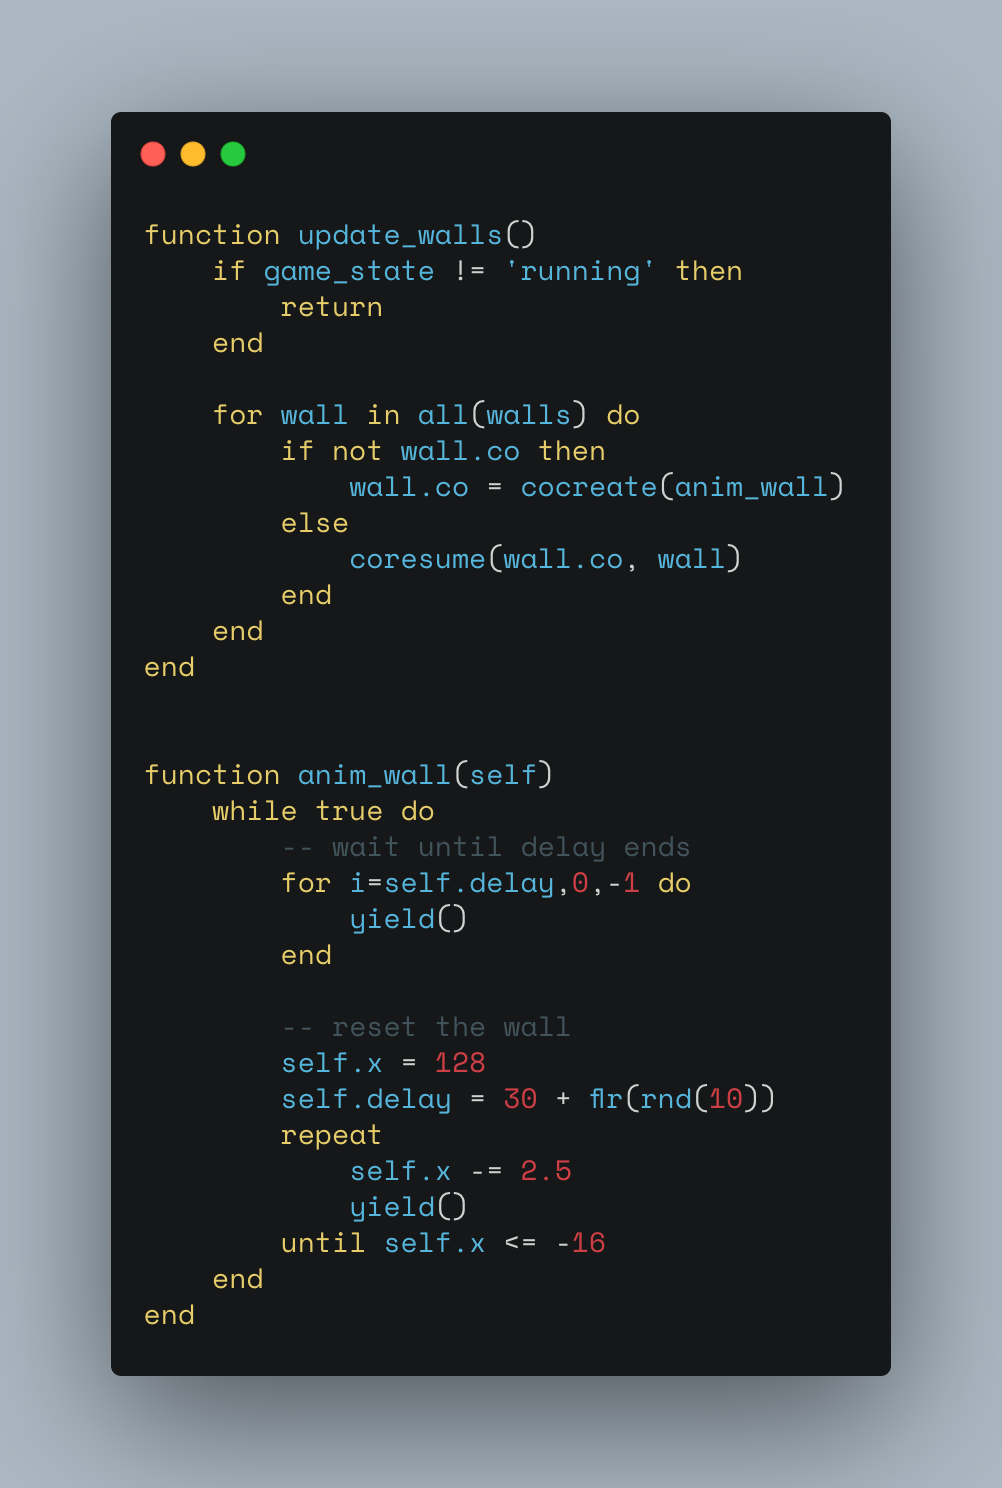 function update_walls()
    if game_state != 'running' then
        return
    end

    for wall in all(walls) do
        if not wall.co then
            wall.co = cocreate(anim_wall)
        else
            coresume(wall.co, wall)
        end
    end
end


function anim_wall(self)
    while true do
        -- wait until delay ends
        for i=self.delay,0,-1 do
            yield()
        end

        -- reset the wall
        self.x = 128
        self.delay = 30 + flr(rnd(10))
        repeat
            self.x -= 2.5
            yield()
        until self.x <= -16
    end
end